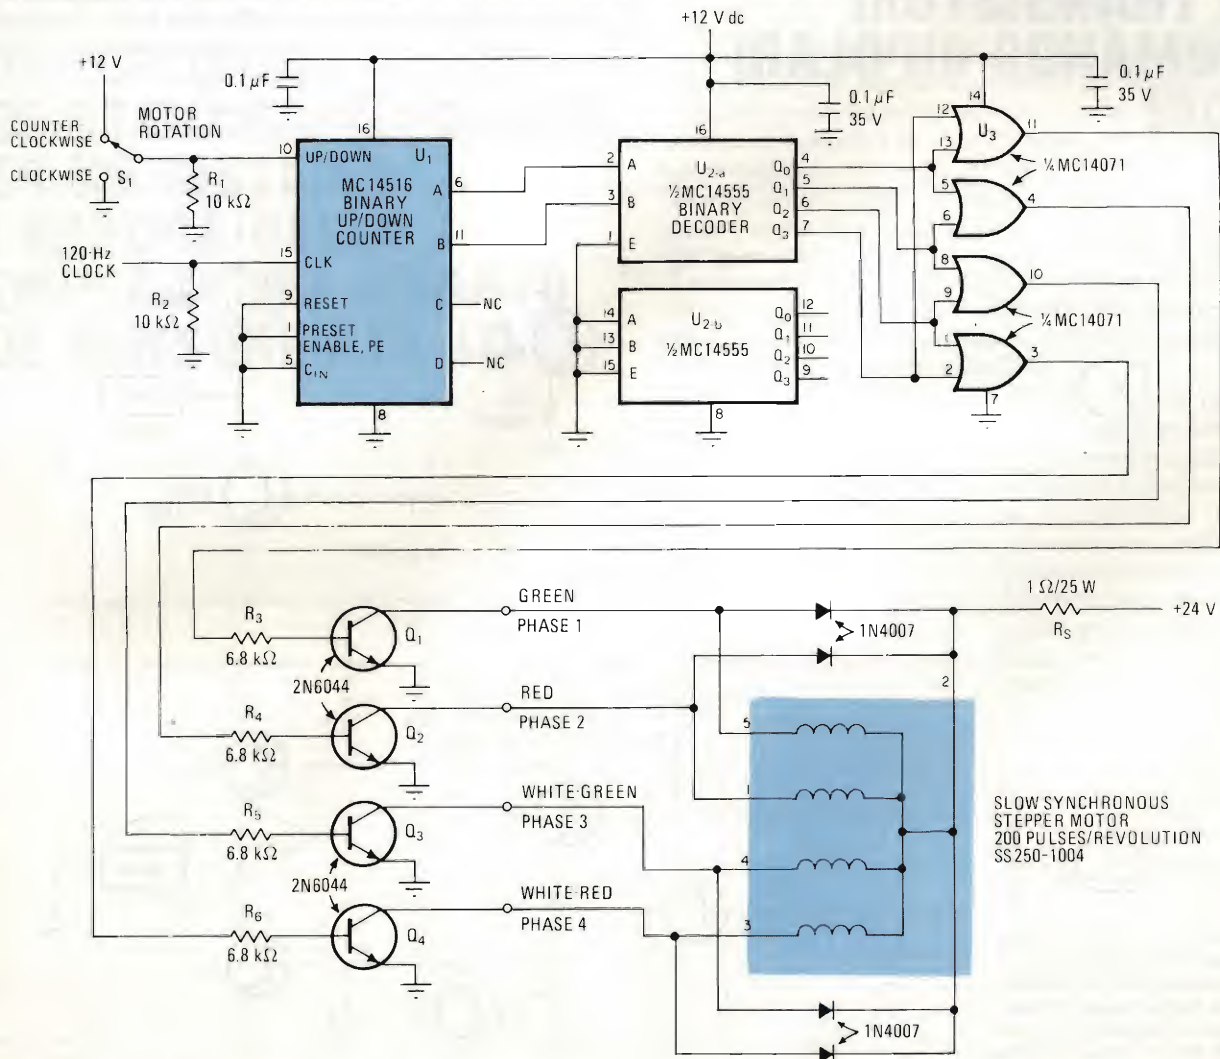 +12 V dc
+12 V
0.1 µF
0.1 µF
35 V
0.1 µF
35 V
COUNTER-
CLOCKWISE
MOTOR
ROTATION
CLOCKWISE
S1
R1
10 kΩ
120-Hz
CLOCK
R2
10 kΩ
16
10
UP/DOWN
U1
MC14516
BINARY
UP/DOWN
COUNTER
A
6
B
11
15
CLK
9
RESET
C
NC
1
PRESET
ENABLE, PE
5
CIN
D
NC
8
16
2
A
U2-a
½MC14555
BINARY
DECODER
3
B
1
E
Q0
4
Q1
5
Q2
6
Q3
7
14
A
13
B
15
E
U2-b
½MC14555
Q0
12
Q1
11
Q2
10
Q3
9
8
14
12
13
U3
11
¼MC14071
5
6
4
8
9
10
¼MC14071
1
2
3
7
R3
6.8 kΩ
Q1
2N6044
GREEN
PHASE 1
R4
6.8 kΩ
Q2
RED
PHASE 2
R5
6.8 kΩ
Q3
2N6044
WHITE-GREEN
PHASE 3
R6
6.8 kΩ
Q4
WHITE-RED
PHASE 4
1N4007
1 Ω/25 W
RS
+24 V
2
5
1
4
3
SLOW SYNCHRONOUS
STEPPER MOTOR
200 PULSES/REVOLUTION
SS250-1004
1N4007